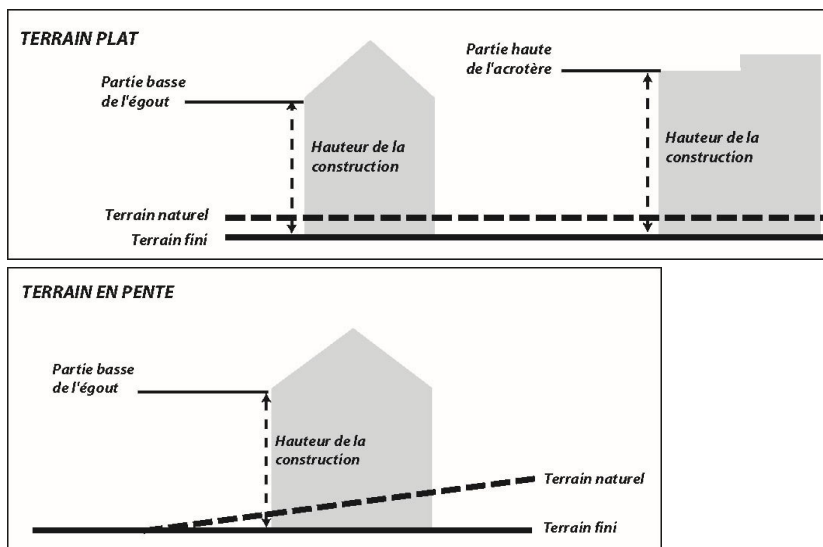 TERRAIN PLAT
Partie basse
de l'égout
Hauteur de la
construction
Partie haute
de l'acrotère
Hauteur de la
construction
Terrain naturel
Terrain fini
TERRAIN EN PENTE
Partie basse
de l'égout
Hauteur de la
construction
Terrain naturel
Terrain fini